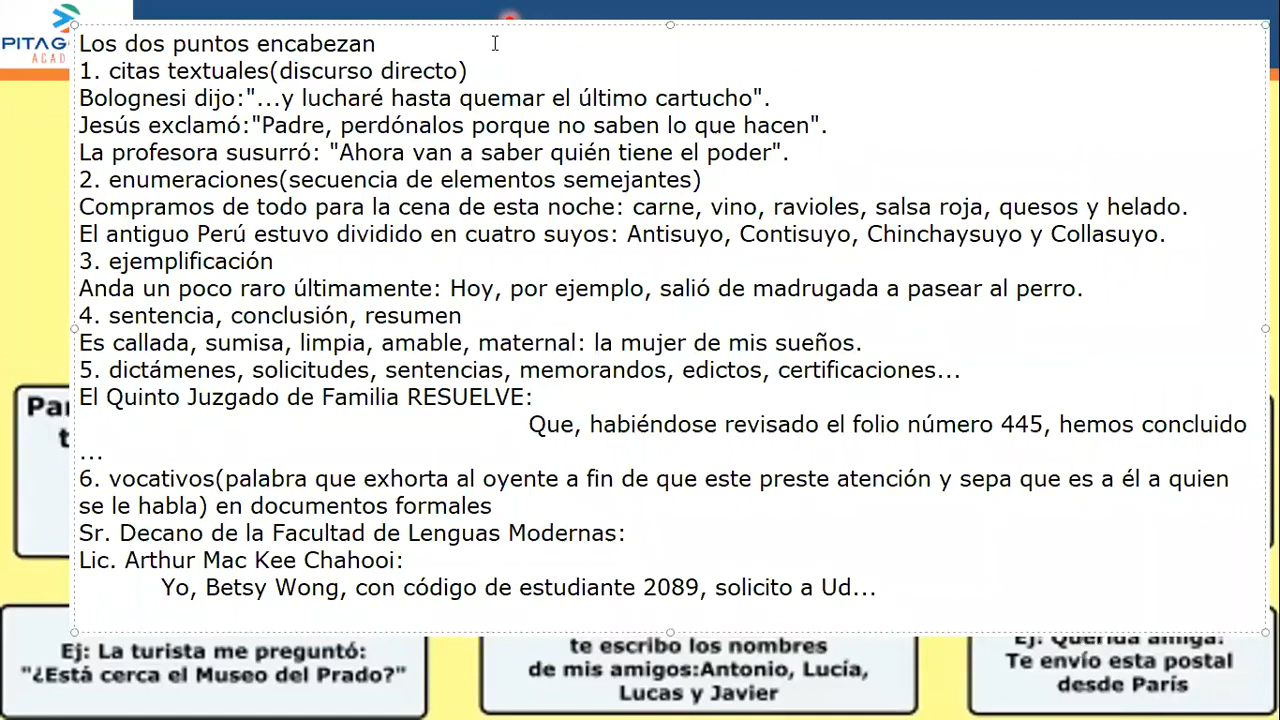 PITAG
ACAD
Los dos puntos encabezan
1. citas textuales(discurso directo)
Bolognesi dijo:"...y lucharé hasta quemar el último cartucho".
Jesús exclamó:"Padre, perdónalos porque no saben lo que hacen".
La profesora susurró: "Ahora van a saber quién tiene el poder".
2. enumeraciones(secuencia de elementos semejantes)
Compramos de todo para la cena de esta noche: carne, vino, ravioles, salsa roja, quesos y helado.
El antiguo Perú estuvo dividido en cuatro suyos: Antisuyo, Contisuyo, Chinchaysuyo y Collasuyo.
3. ejemplificación
Anda un poco raro últimamente: Hoy, por ejemplo, salió de madrugada a pasear al perro.
4. sentencia, conclusión, resumen
Es callada, sumisa, limpia, amable, maternal: la mujer de mis sueños.
5. dictámenes, solicitudes, sentencias, memorandos, edictos, certificaciones...
El Quinto Juzgado de Familia RESUELVE:
Que, habiéndose revisado el folio número 445, hemos concluido
...
6. vocativos(palabra que exhorta al oyente a fin de que este preste atención y sepa que es a él a quien
se le habla) en documentos formales
Sr. Decano de la Facultad de Lenguas Modernas:
Lic. Arthur Mac Kee Chahooi:
Yo, Betsy Wong, con código de estudiante 2089, solicito a Ud...
Par
t
Ej: La turista me preguntó:
"¿Está cerca el Museo del Prado?"
te escribo los nombres
de mis amigos:Antonio, Lucía,
Lucas y Javier
Ej: Querida amiga:
Te envío esta postal
desde París